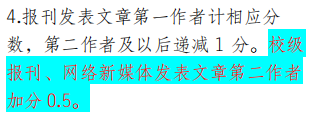 4.报刊发表文章第一作者计相应分
数，第二作者及以后递减 1 分。校级
报刊、网络新媒体发表文章第二作者
加分 0.5。